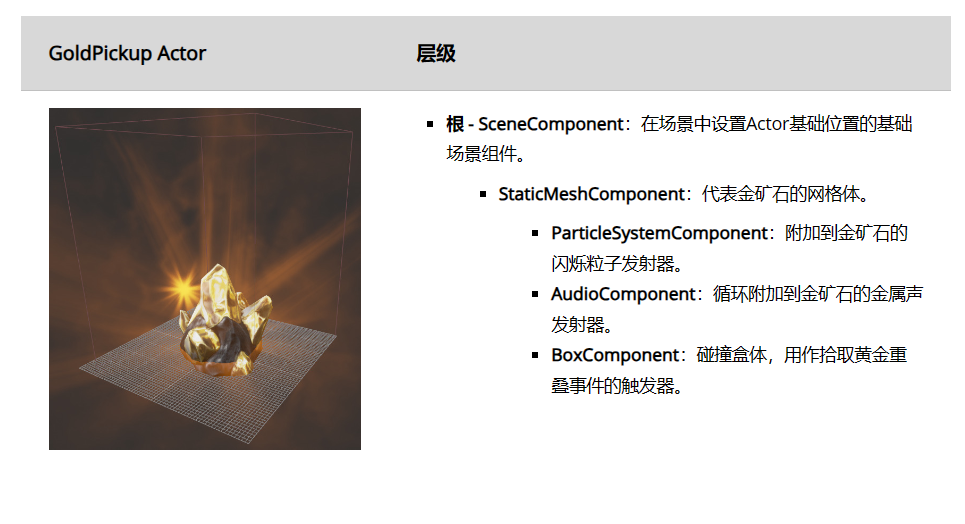 GoldPickup Actor
层级
根 - SceneComponent：在场景中设置Actor基础位置的基础
场景组件。
StaticMeshComponent：代表金矿石的网格体。
ParticleSystemComponent：附加到金矿石的
闪烁粒子发射器。
AudioComponent：循环附加到金矿石的金属声
发射器。
BoxComponent：碰撞盒体，用作拾取黄金重
叠事件的触发器。